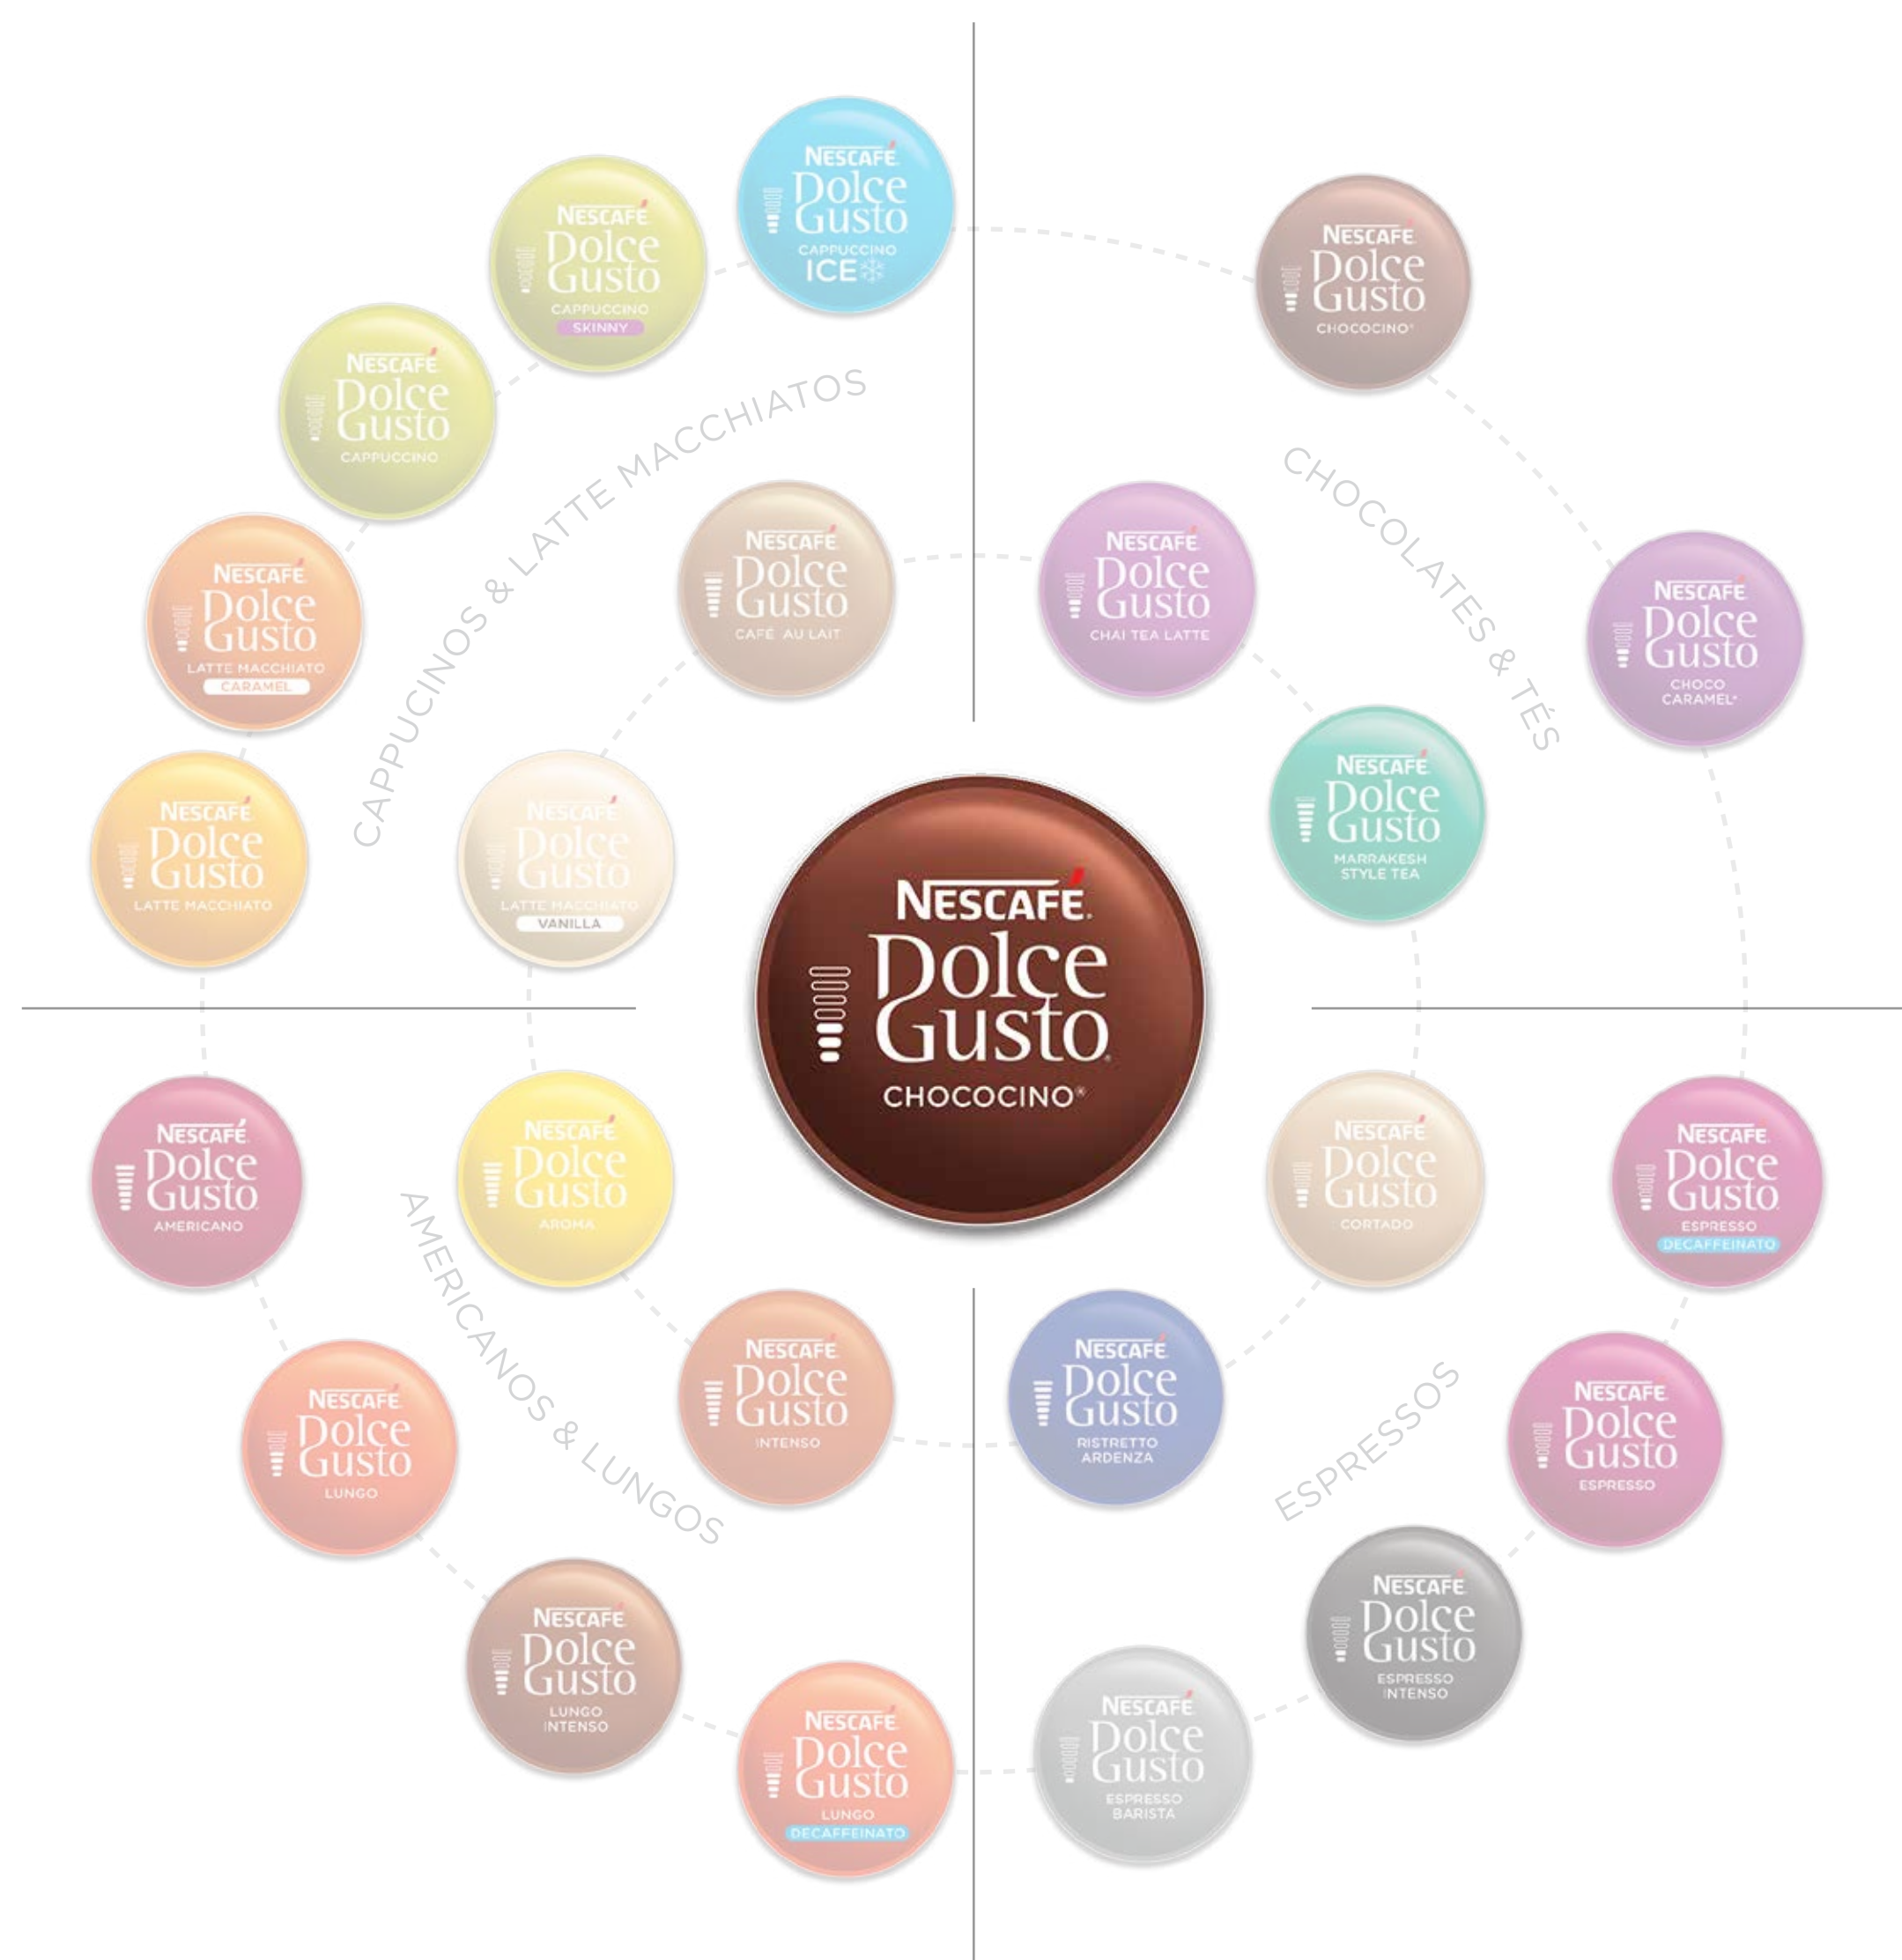 NESCAFÉ
Dolce
Gusto
CAPPUCCINO
ICE
NESCAFÉ
Dolce
Gusto
CAPPUCCINO
SKINNY
NESCAFÉ
Dolce
Gusto
CAPPUCCINO
NESCAFÉ
Dolce
Gusto
LATTE MACCHIATO
CARAMEL
NESCAFÉ
Dolce
Gusto
LATTE MACCHIATO
CAPPUCINOS & LATTE MACCHIATOS
NESCAFÉ
Dolce
Gusto
CAFÉ AU LAIT
NESCAFÉ
Dolce
Gusto
LATTE MACCHIATO
VANILLA
NESCAFÉ
Dolce
Gusto
CHOCOCINO®
CHOCOLATES & TÉS
NESCAFÉ
Dolce
Gusto
CHAI TEA LATTE
NESCAFÉ
Dolce
Gusto
CHOCO
CARAMEL*
NESCAFÉ
Dolce
Gusto
MARRAKESH
STYLE TEA
NESCAFÉ®
Dolce
Gusto®
CHOCOCINO®
NESCAFÉ
Dolce
Gusto
AMERICANO
NESCAFÉ
Dolce
Gusto
AROMA
AMERICANOS & LUNGOS
NESCAFÉ
Dolce
Gusto
INTENSO
NESCAFÉ
Dolce
Gusto
LUNGO
NESCAFÉ
Dolce
Gusto
LUNGO
INTENSO
NESCAFÉ
Dolce
Gusto
LUNGO
DECAFFEINATO
NESCAFÉ
Dolce
Gusto
CORTADO
NESCAFÉ
Dolce
Gusto
ESPRESSO
DECAFFEINATO
NESCAFÉ
Dolce
Gusto
RISTRETTO
ARDENZA
ESPRESSOS
NESCAFÉ
Dolce
Gusto
ESPRESSO
NESCAFÉ
Dolce
Gusto
ESPRESSO
INTENSO
NESCAFÉ
Dolce
Gusto
ESPRESSO
BARISTA